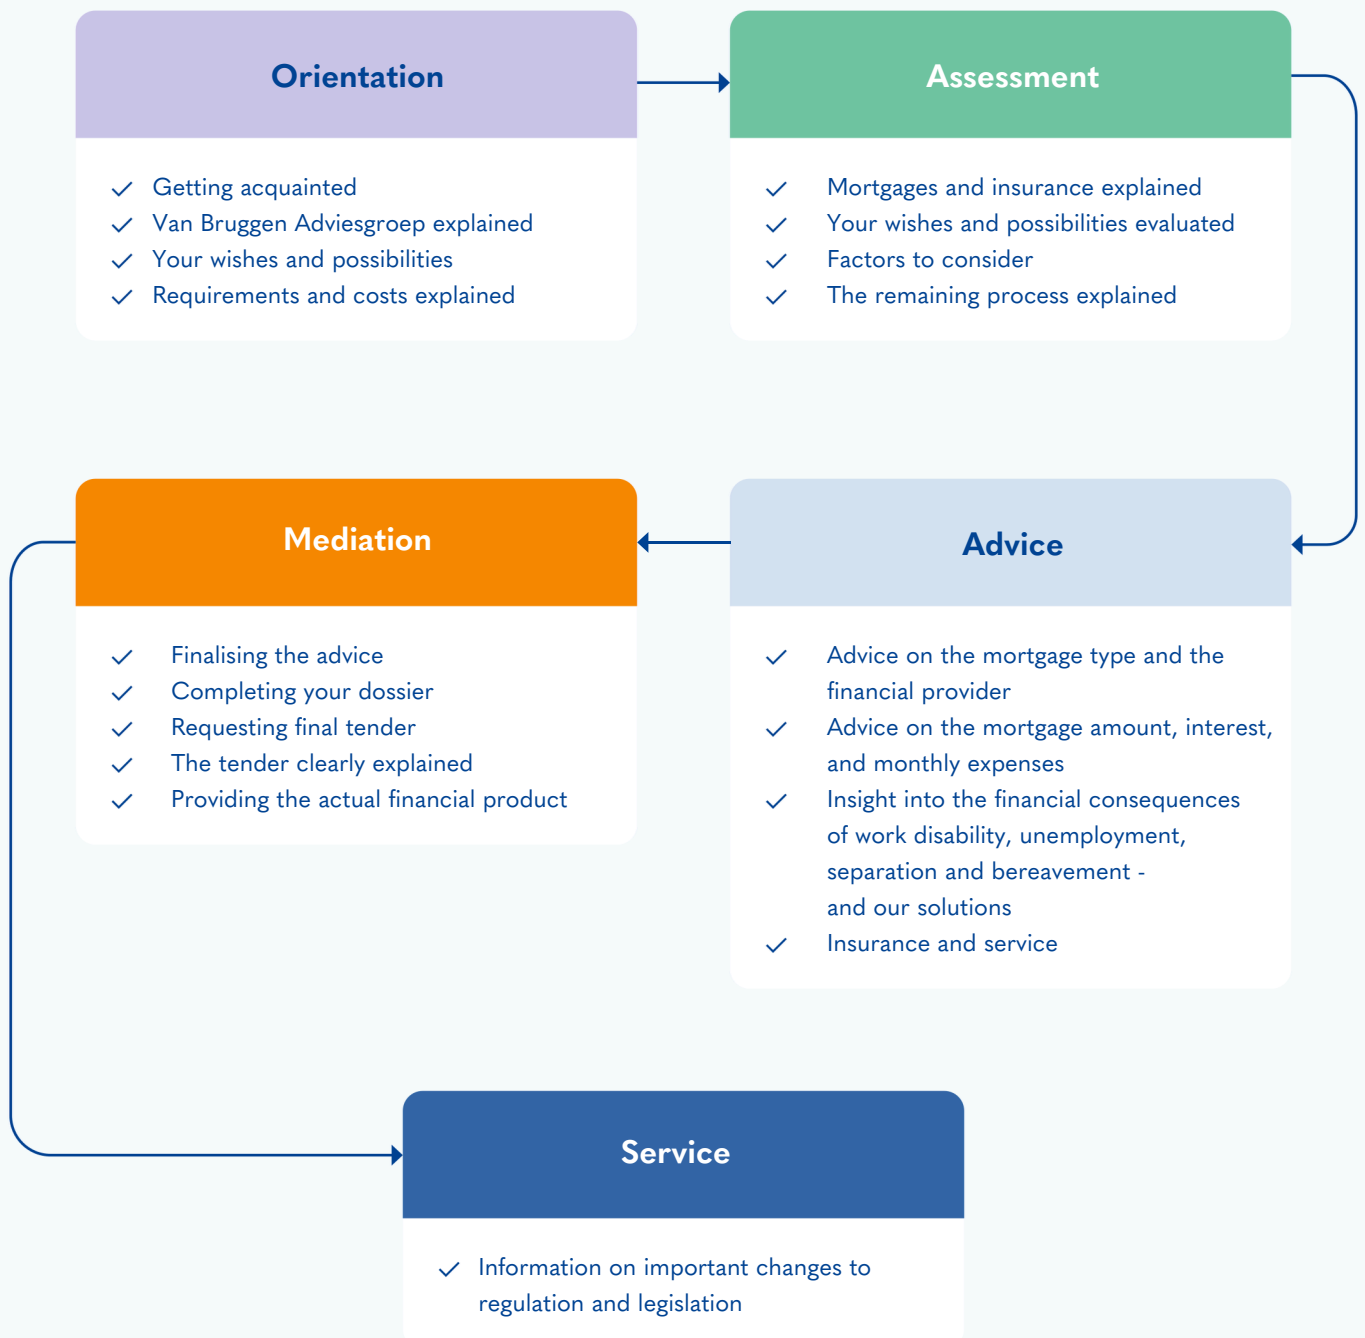 Orientation
Getting acquainted
Van Bruggen Adviesgroep explained
Your wishes and possibilities
Requirements and costs explained
Assessment
Mortgages and insurance explained
Your wishes and possibilities evaluated
Factors to consider
The remaining process explained
Advice
Advice on the mortgage type and the
financial provider
Advice on the mortgage amount, interest,
and monthly expenses
Insight into the financial consequences
of work disability, unemployment,
separation and bereavement -
and our solutions
Insurance and service
Mediation
Finalising the advice
Completing your dossier
Requesting final tender
The tender clearly explained
Providing the actual financial product
Service
Information on important changes to
regulation and legislation